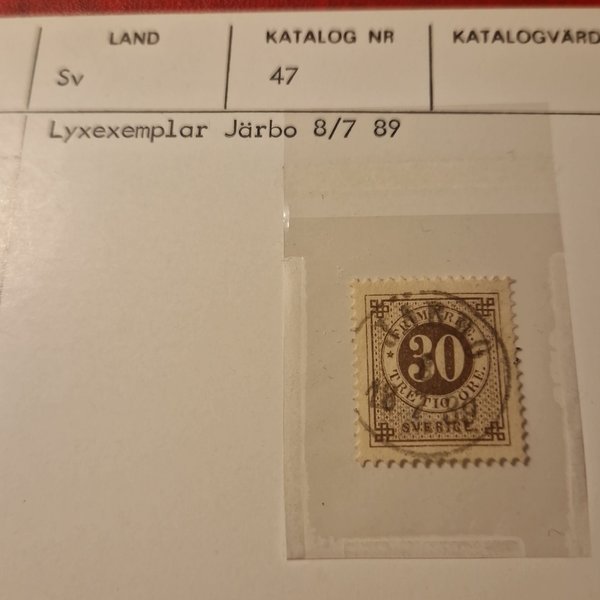 LAND KATALOG NR KATALOGVÄRD
Sv 47
Lyxexemplar Järbo 8/7 89
FRIMÄRKE
30
TRETIO ÖRE.
SVERIGE.